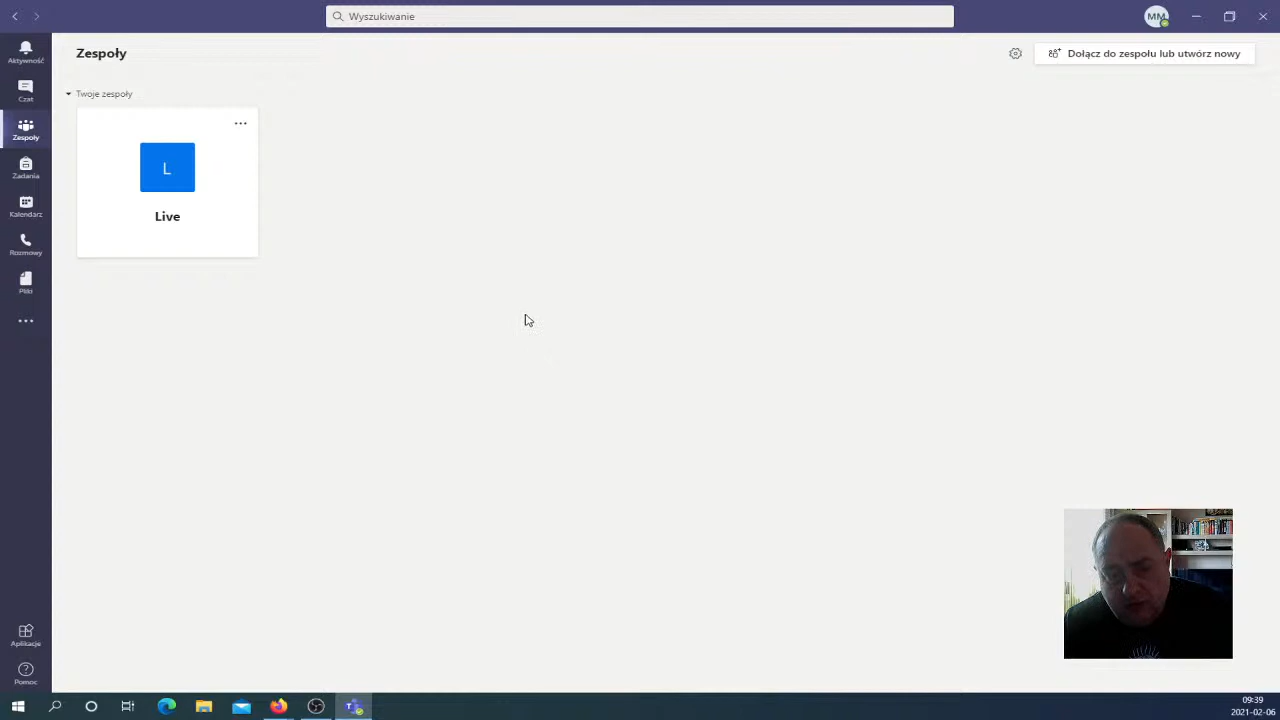 Wyszukiwanie
MM
Aktywność
Czat
Zespoły
Zadania
Kalendarz
Rozmowy
Pliki
Aplikacje
Pomoc
Zespoły
Dołącz do zespołu lub utwórz nowy
Twoje zespoły
L
Live
09:39
2021-02-06